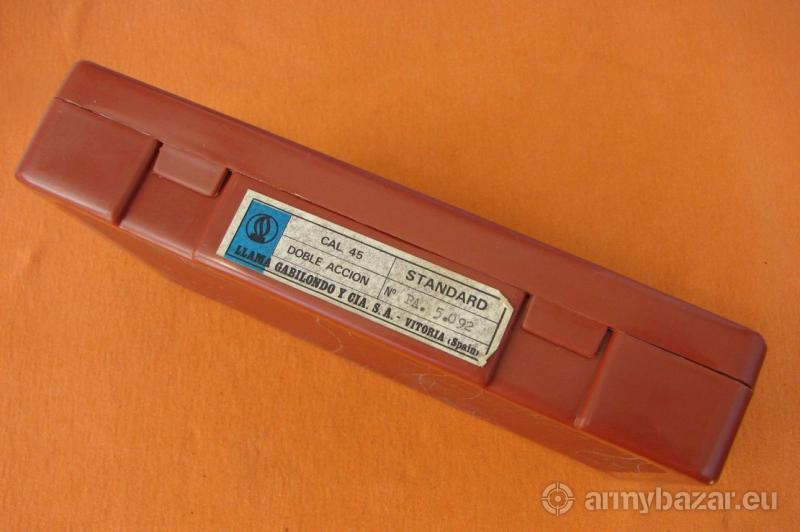 CAL. 45
DOBLE ACCION
STANDARD
Nº PA. 5.092
LLAMA GABILONDO Y CIA. S.A. - VITORIA (Spain)
armybazar.eu